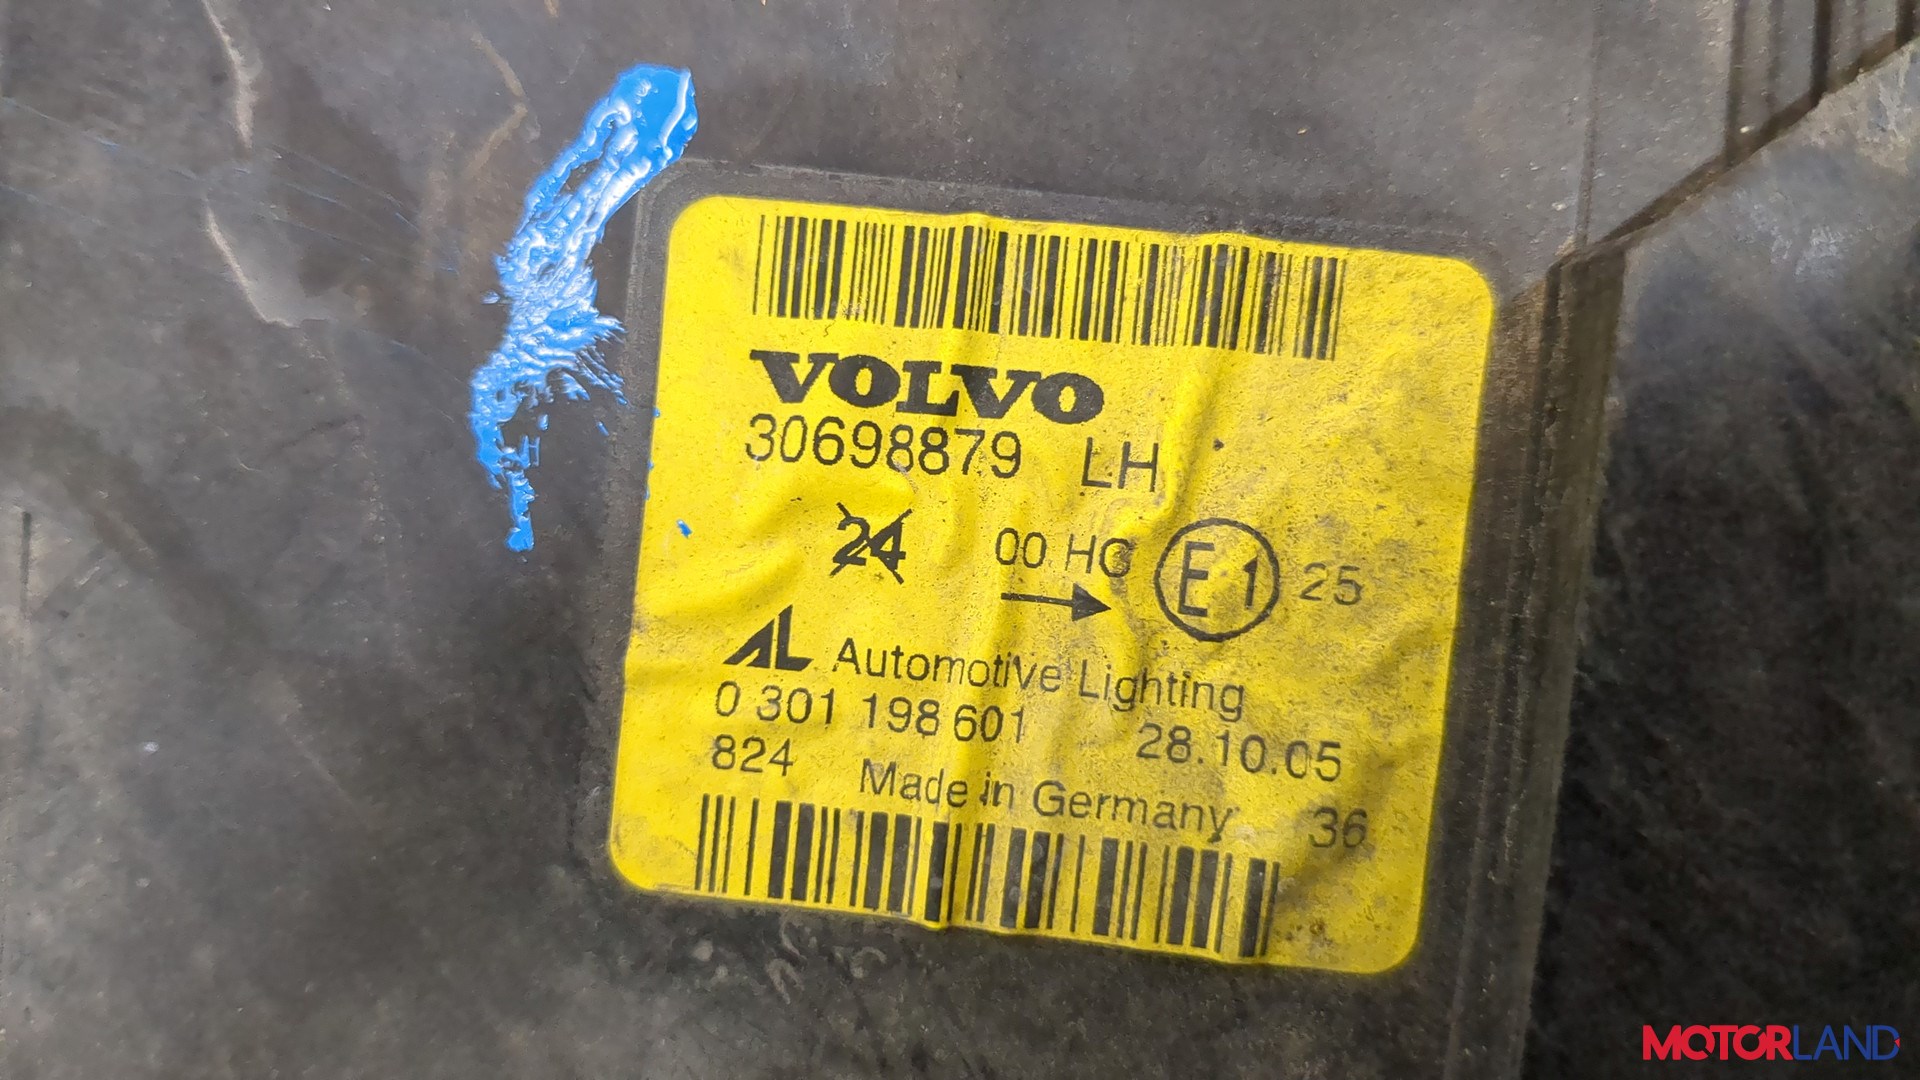 VOLVO
30698879 LH
24 00 HC E1 25
AL Automotive Lighting
0 301 198 601 28.10.05
824 Made in Germany 36
MOTORLAND